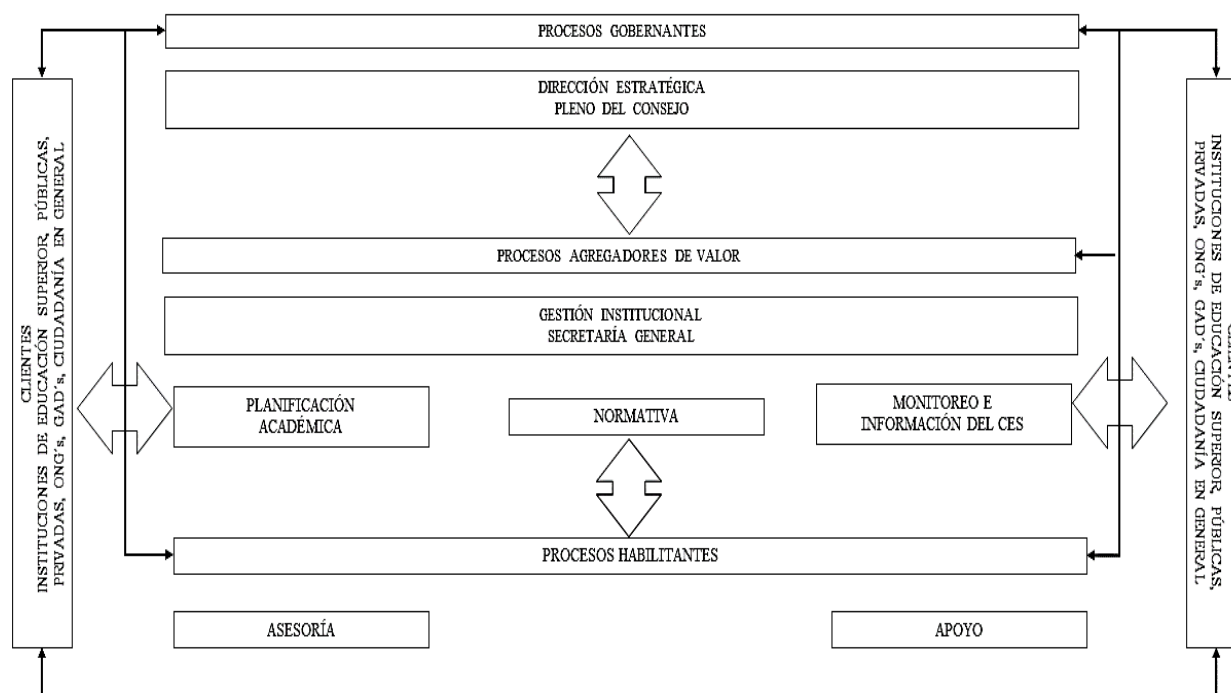 PROCESOS GOBERNANTES
DIRECCIÓN ESTRATÉGICA
PLENO DEL CONSEJO
PROCESOS AGREGADORES DE VALOR
GESTIÓN INSTITUCIONAL
SECRETARÍA GENERAL
CLIENTES
INSTITUCIONES DE EDUCACIÓN SUPERIOR, PÚBLICAS,
PRIVADAS, ONG´s, GAD´s, CIUDADANÍA EN GENERAL
PLANIFICACIÓN
ACADÉMICA
NORMATIVA
MONITOREO E
INFORMACIÓN DEL CES
INSTITUCIONES DE EDUCACIÓN SUPERIOR, PÚBLICAS,
PRIVADAS, ONG´s, GAD´s, CIUDADANÍA EN GENERAL
PROCESOS HABILITANTES
ASESORÍA
APOYO